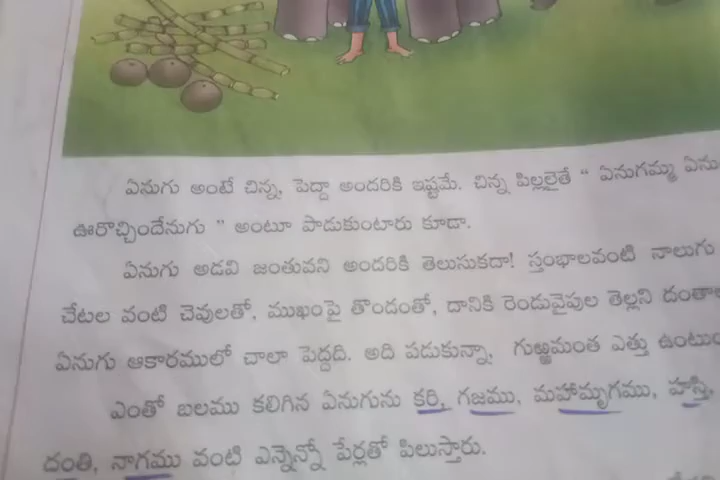 ఏనుగు అంటే చిన్న, పెద్దా అందరికి ఇష్టమే. చిన్న పిల్లలైతే “ ఏనుగమ్మ ఏను
ఊరొచ్చిందేనుగు ” అంటూ పాడుకుంటారు కూడా.
ఏనుగు అడవి జంతువని అందరికి తెలుసుకదా! స్తంభాలవంటి నాలుగు
చేటల వంటి చెవులతో, ముఖంపై తొండంతో, దానికి రెండువైపుల తెల్లని
ఏనుగు ఆకారములో చాలా పెద్దది. అది పడుకున్నా, గుఱ్ఱమంత ఎత్తు
ఎంతో బలము కలిగిన ఏనుగును కరి, గజము, మహామృగము, హస్తి,
దంతి, నాగము వంటి ఎన్నెన్నో పేర్లతో పిలుస్తారు.